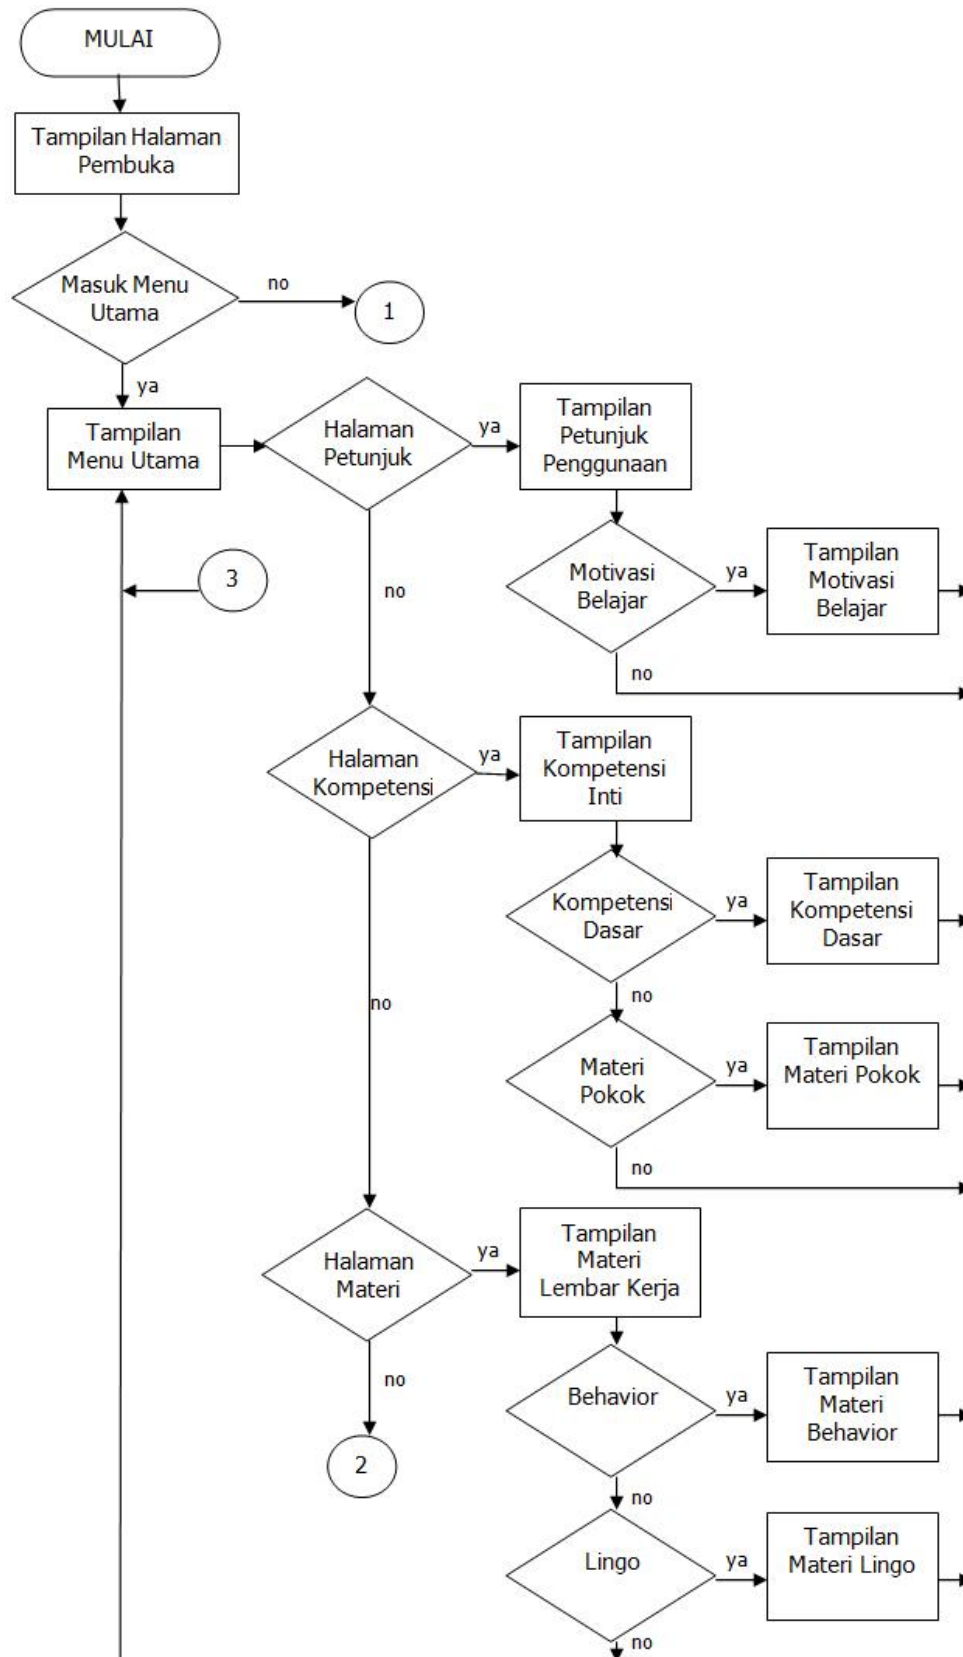 MULAI
Tampilan Halaman
Pembuka
Masuk Menu
Utama
no
1
ya
Tampilan
Menu Utama
Halaman
Petunjuk
ya
Tampilan
Petunjuk
Penggunaan
3
no
Motivasi
Belajar
ya
Tampilan
Motivasi
Belajar
no
Halaman
Kompetensi
ya
Tampilan
Kompetensi
Inti
Kompetensi
Dasar
ya
Tampilan
Kompetensi
Dasar
no
no
Materi
Pokok
ya
Tampilan
Materi Pokok
no
Halaman
Materi
ya
Tampilan
Materi
Lembar Kerja
no
2
Behavior
ya
Tampilan
Materi
Behavior
no
Lingo
ya
Tampilan
Materi Lingo
no